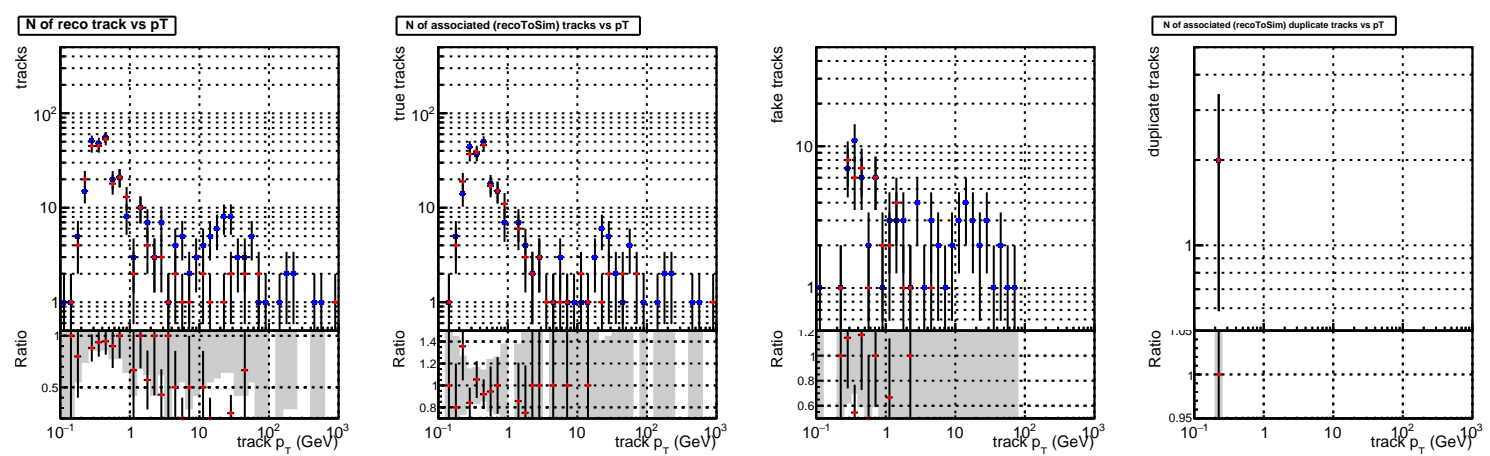 N of reco track vs pT
tracks
10²
10
1
Ratio
1
0.5
10⁻¹ 1 10 10² 10³
track p_T (GeV)
N of associated (recoToSim) tracks vs pT
true tracks
10²
10
1
Ratio
1.4
1.2
1
0.8
10⁻¹ 1 10 10² 10³
track p_T (GeV)
fake tracks
10
1
Ratio
1.2
1
0.8
0.6
10⁻¹ 1 10 10² 10³
track p_T (GeV)
N of associated (recoToSim) duplicate tracks vs pT
duplicate tracks
1
Ratio
1.05
1
0.95
10⁻¹ 1 10 10² 10³
track p_T (GeV)